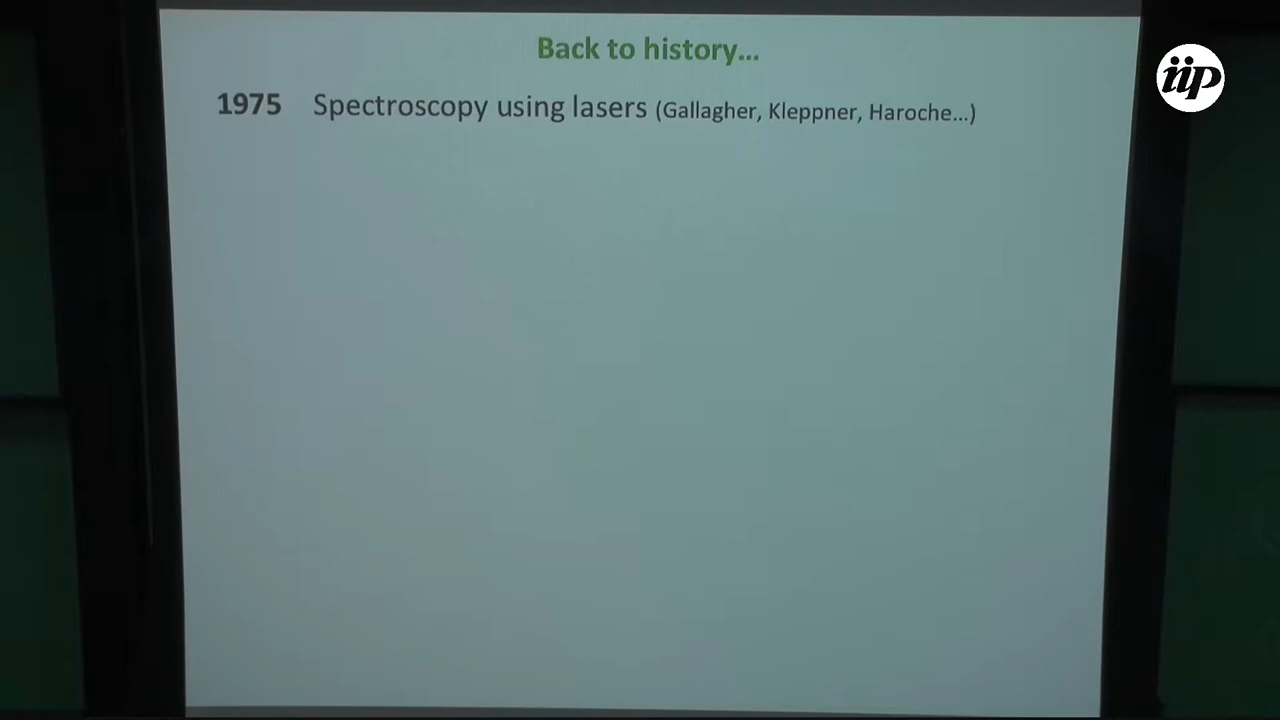 Back to history...
1975 Spectroscopy using lasers (Gallagher, Kleppner, Haroche...)
iip